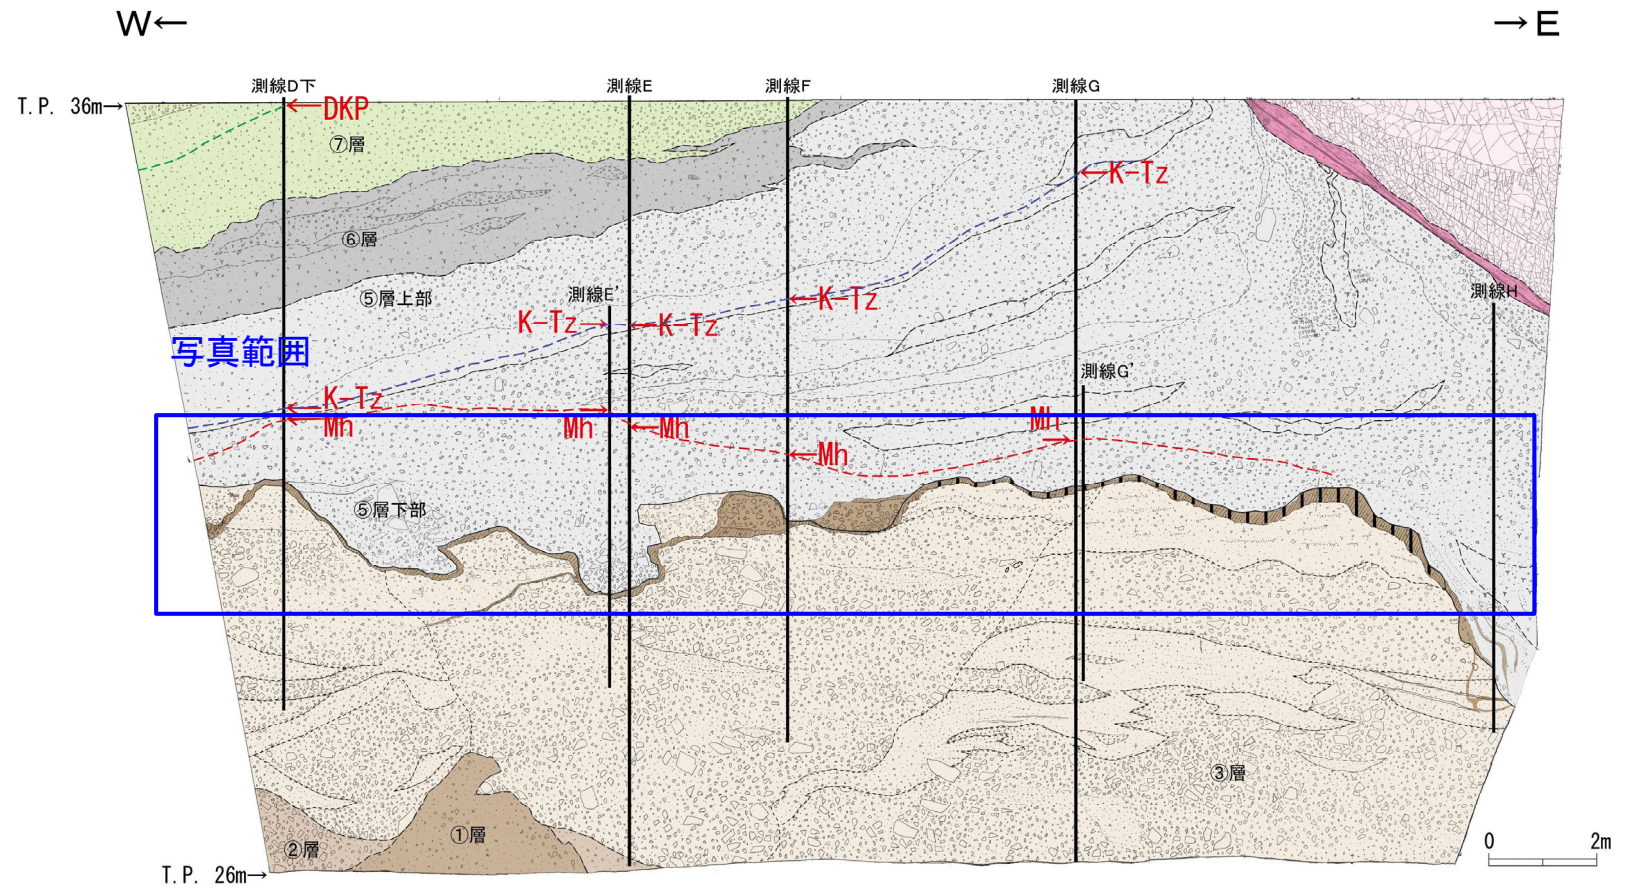 W← →E
測線D下 測線E 測線F 測線G
T.P. 36m→ ←DKP
⑦層
←K-Tz
⑥層
測線H
測線E' ⑤層上部
←K-Tz
K-Tz→ ←K-Tz
写真範囲
測線G'
←K-Tz
←Mh Mh→ ←Mh Mh→
←Mh
⑤層下部
③層
①層
②層
0 2m
T.P. 26m→